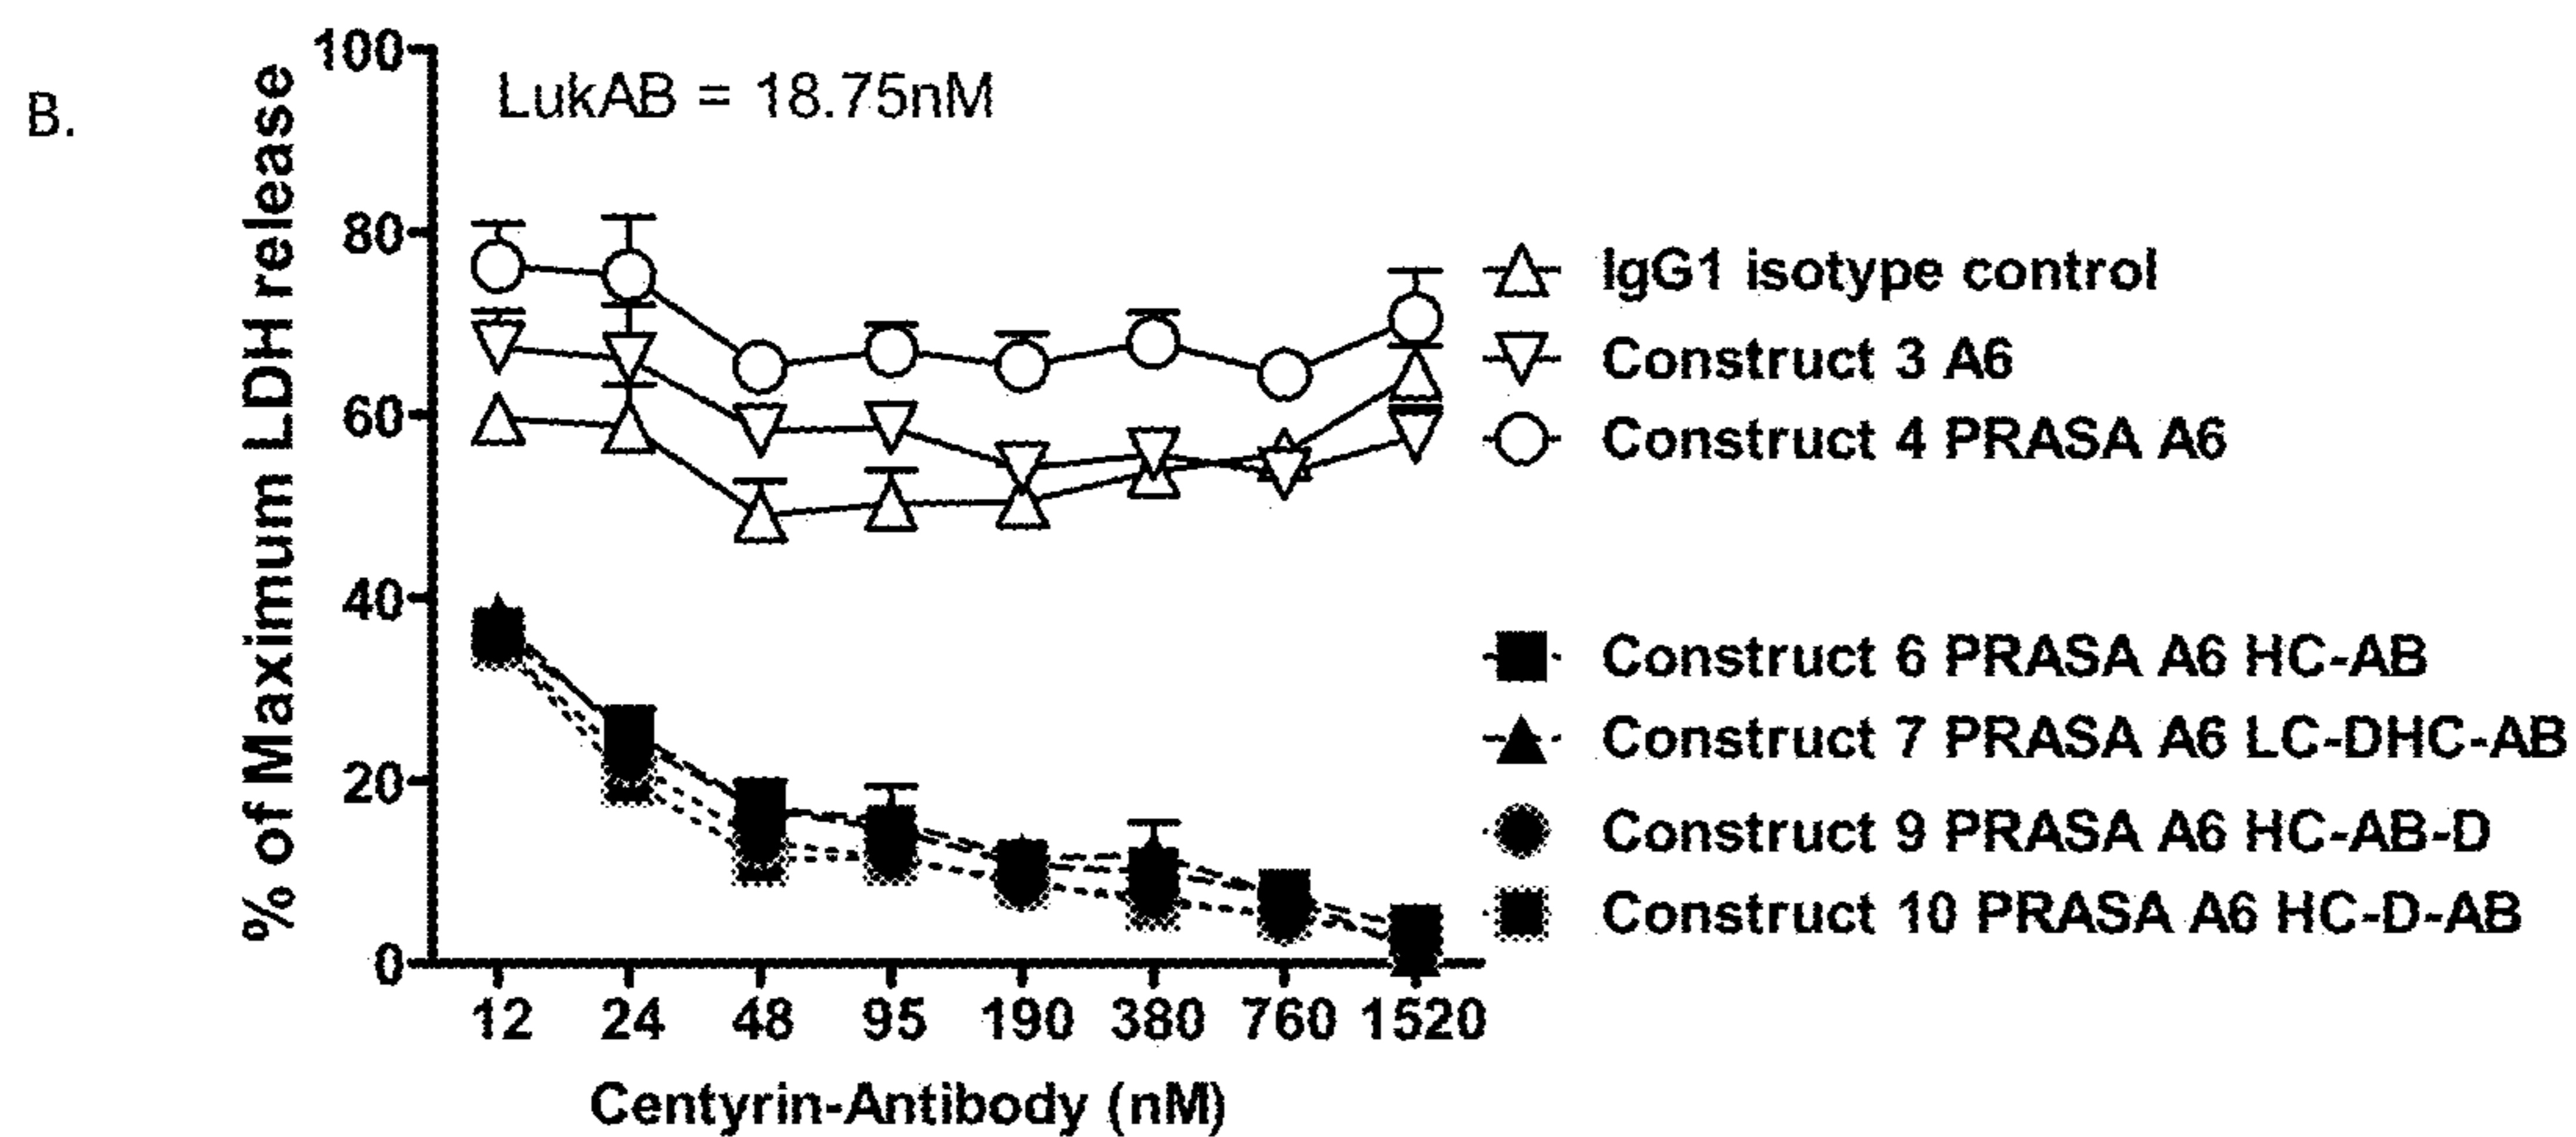 B.
LukAB = 18.75nM
% of Maximum LDH release
100
80
60
40
20
0
12 24 48 95 190 380 760 1520
Centyrin-Antibody (nM)
IgG1 isotype control
Construct 3 A6
Construct 4 PRASA A6
Construct 6 PRASA A6 HC-AB
Construct 7 PRASA A6 LC-DHC-AB
Construct 9 PRASA A6 HC-AB-D
Construct 10 PRASA A6 HC-D-AB